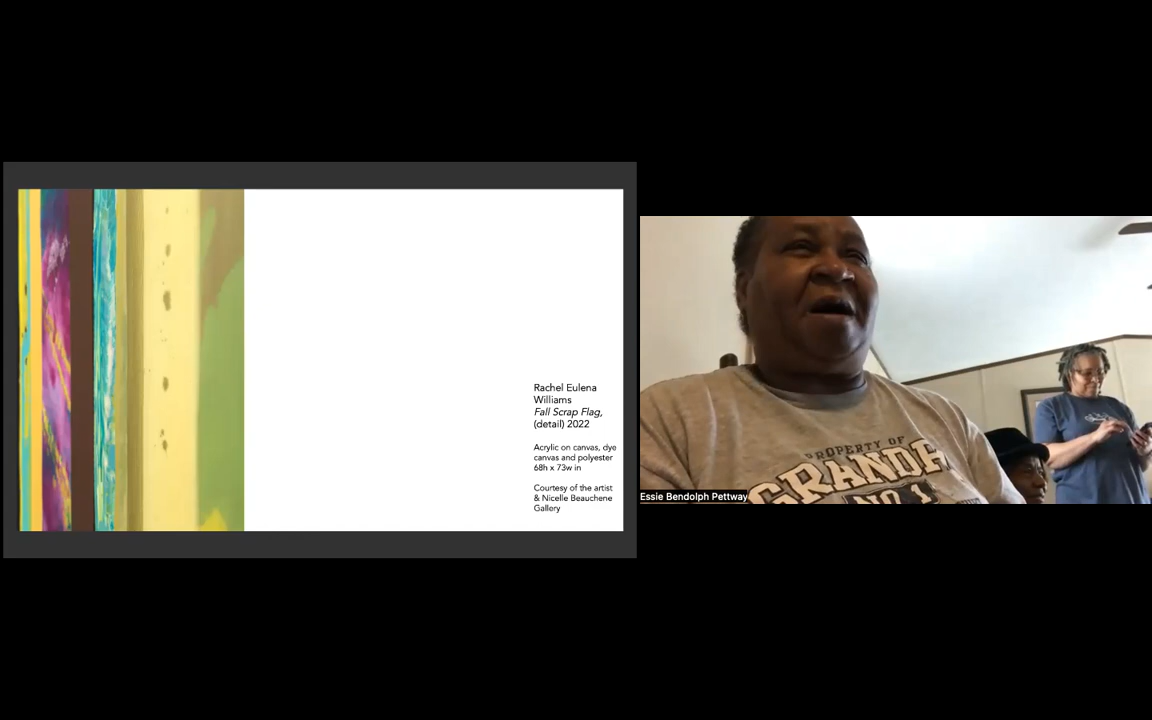 Rachel Eulena
Williams
Fall Scrap Flag,
(detail) 2022
Acrylic on canvas, dye
canvas and polyester
68h x 73w in
Courtesy of the artist
& Nicelle Beauchene
Gallery
Essie Bendolph Pettway
PROPERTY OF
GRANDP
NO. 1